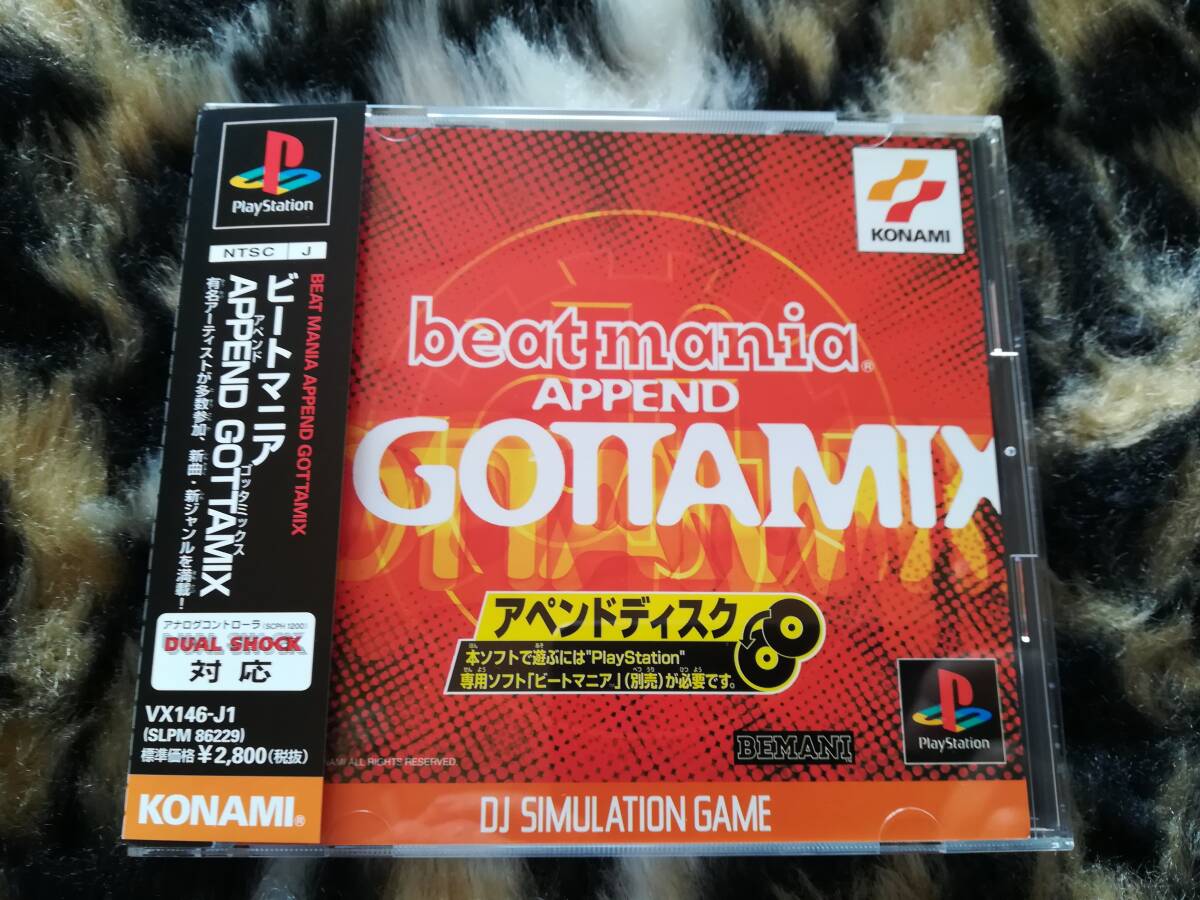 PlayStation
NTSC J
BEAT MANIA APPEND GOTTAMIX
ビートマニア
アペンド ゴッタミックス
APPEND GOTTAMIX
有名アーティストが多数参加、新曲・新ジャンルを満載!
アナログコントローラ(SCPH 1200)
DUAL SHOCK
対応
VX146-J1
(SLPM 86229)
標準価格 ¥2,800(税抜)
KONAMI®
KONAMI
beatmania®
APPEND
GOTTAMIX
アペンドディスク
本ソフトで遊ぶには"PlayStation"
専用ソフト「ビートマニア」(別売)が必要です。
BEMANI
PlayStation
ALL RIGHTS RESERVED.
DJ SIMULATION GAME